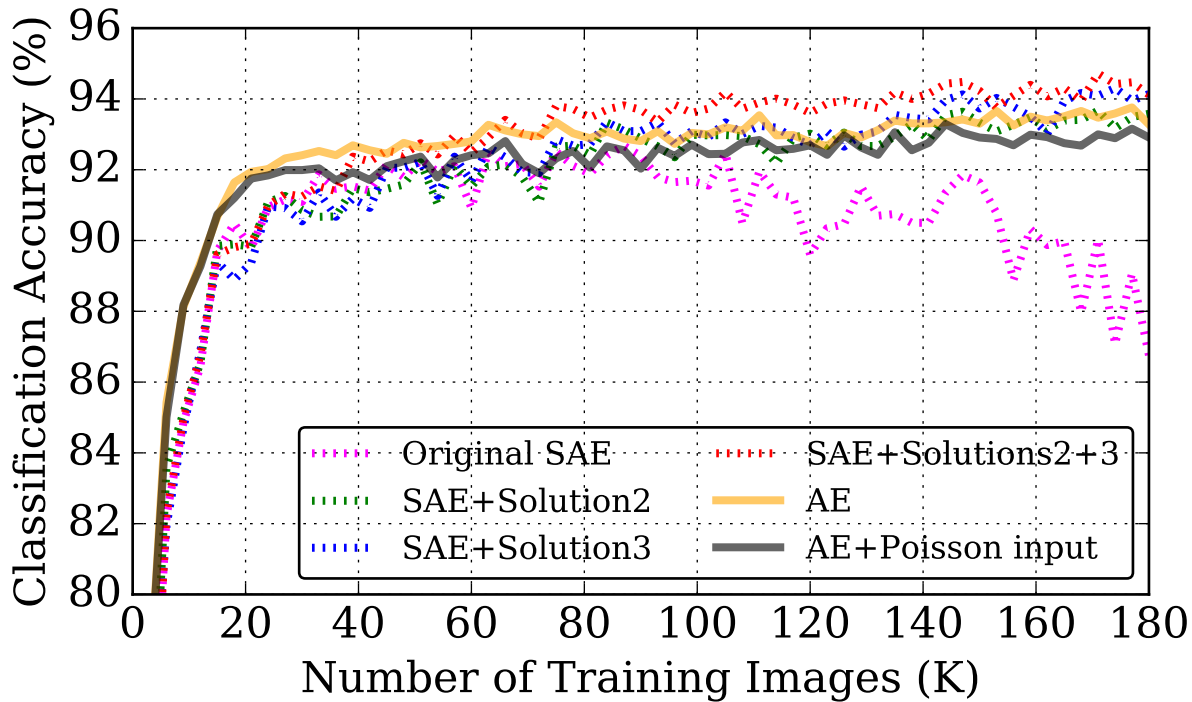 Classification Accuracy (%)
96
94
92
90
88
86
84
82
80
Original SAE
SAE+Solution2
SAE+Solution3
SAE+Solutions2+3
AE
AE+Poisson input
0 20 40 60 80 100 120 140 160 180
Number of Training Images (K)